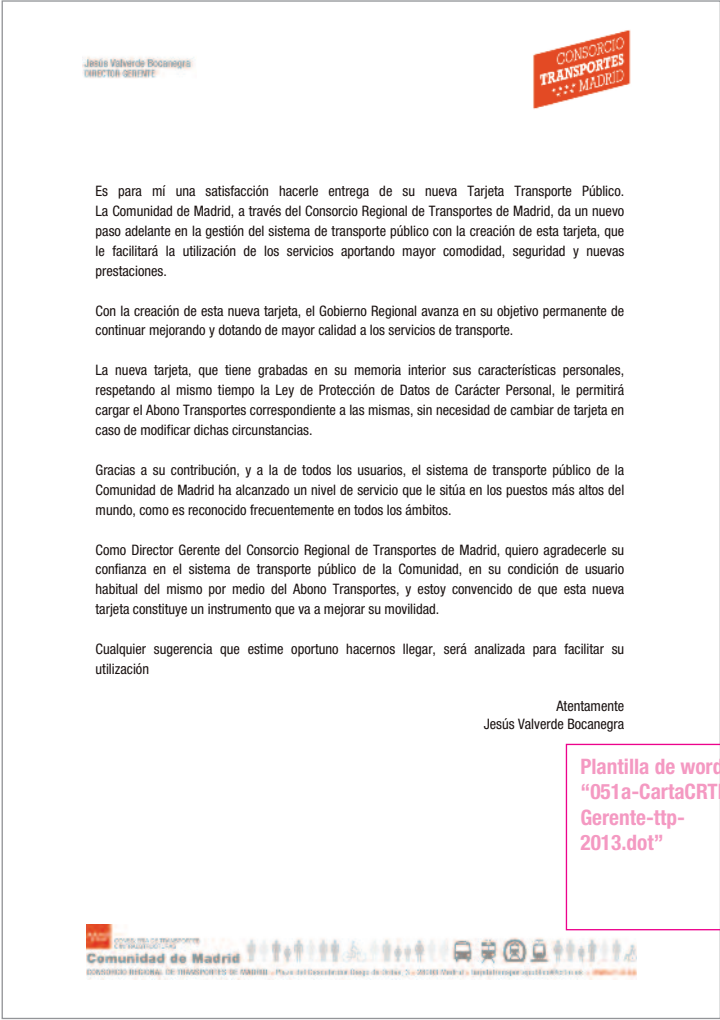 Jesús Valverde Bocanegra
DIRECTOR GERENTE
CONSORCIO
TRANSPORTES
MADRID
Es para mí una satisfacción hacerle entrega de su nueva Tarjeta Transporte Público.
La Comunidad de Madrid, a través del Consorcio Regional de Transportes de Madrid, da un nuevo
paso adelante en la gestión del sistema de transporte público con la creación de esta tarjeta, que
le facilitará la utilización de los servicios aportando mayor comodidad, seguridad y nuevas
prestaciones.
Con la creación de esta nueva tarjeta, el Gobierno Regional avanza en su objetivo permanente de
continuar mejorando y dotando de mayor calidad a los servicios de transporte.
La nueva tarjeta, que tiene grabadas en su memoria interior sus características personales,
respetando al mismo tiempo la Ley de Protección de Datos de Carácter Personal, le permitirá
cargar el Abono Transportes correspondiente a las mismas, sin necesidad de cambiar de tarjeta en
caso de modificar dichas circunstancias.
Gracias a su contribución, y a la de todos los usuarios, el sistema de transporte público de la
Comunidad de Madrid ha alcanzado un nivel de servicio que le sitúa en los puestos más altos del
mundo, como es reconocido frecuentemente en todos los ámbitos.
Como Director Gerente del Consorcio Regional de Transportes de Madrid, quiero agradecerle su
confianza en el sistema de transporte público de la Comunidad, en su condición de usuario
habitual del mismo por medio del Abono Transportes, y estoy convencido de que esta nueva
tarjeta constituye un instrumento que va a mejorar su movilidad.
Cualquier sugerencia que estime oportuno hacernos llegar, será analizada para facilitar su
utilización
Atentamente
Jesús Valverde Bocanegra
Plantilla de word
“051a-CartaCRT
Gerente-ttp-
2013.dot”
Comunidad de Madrid
CONSORCIO REGIONAL DE TRANSPORTES DE MADRID